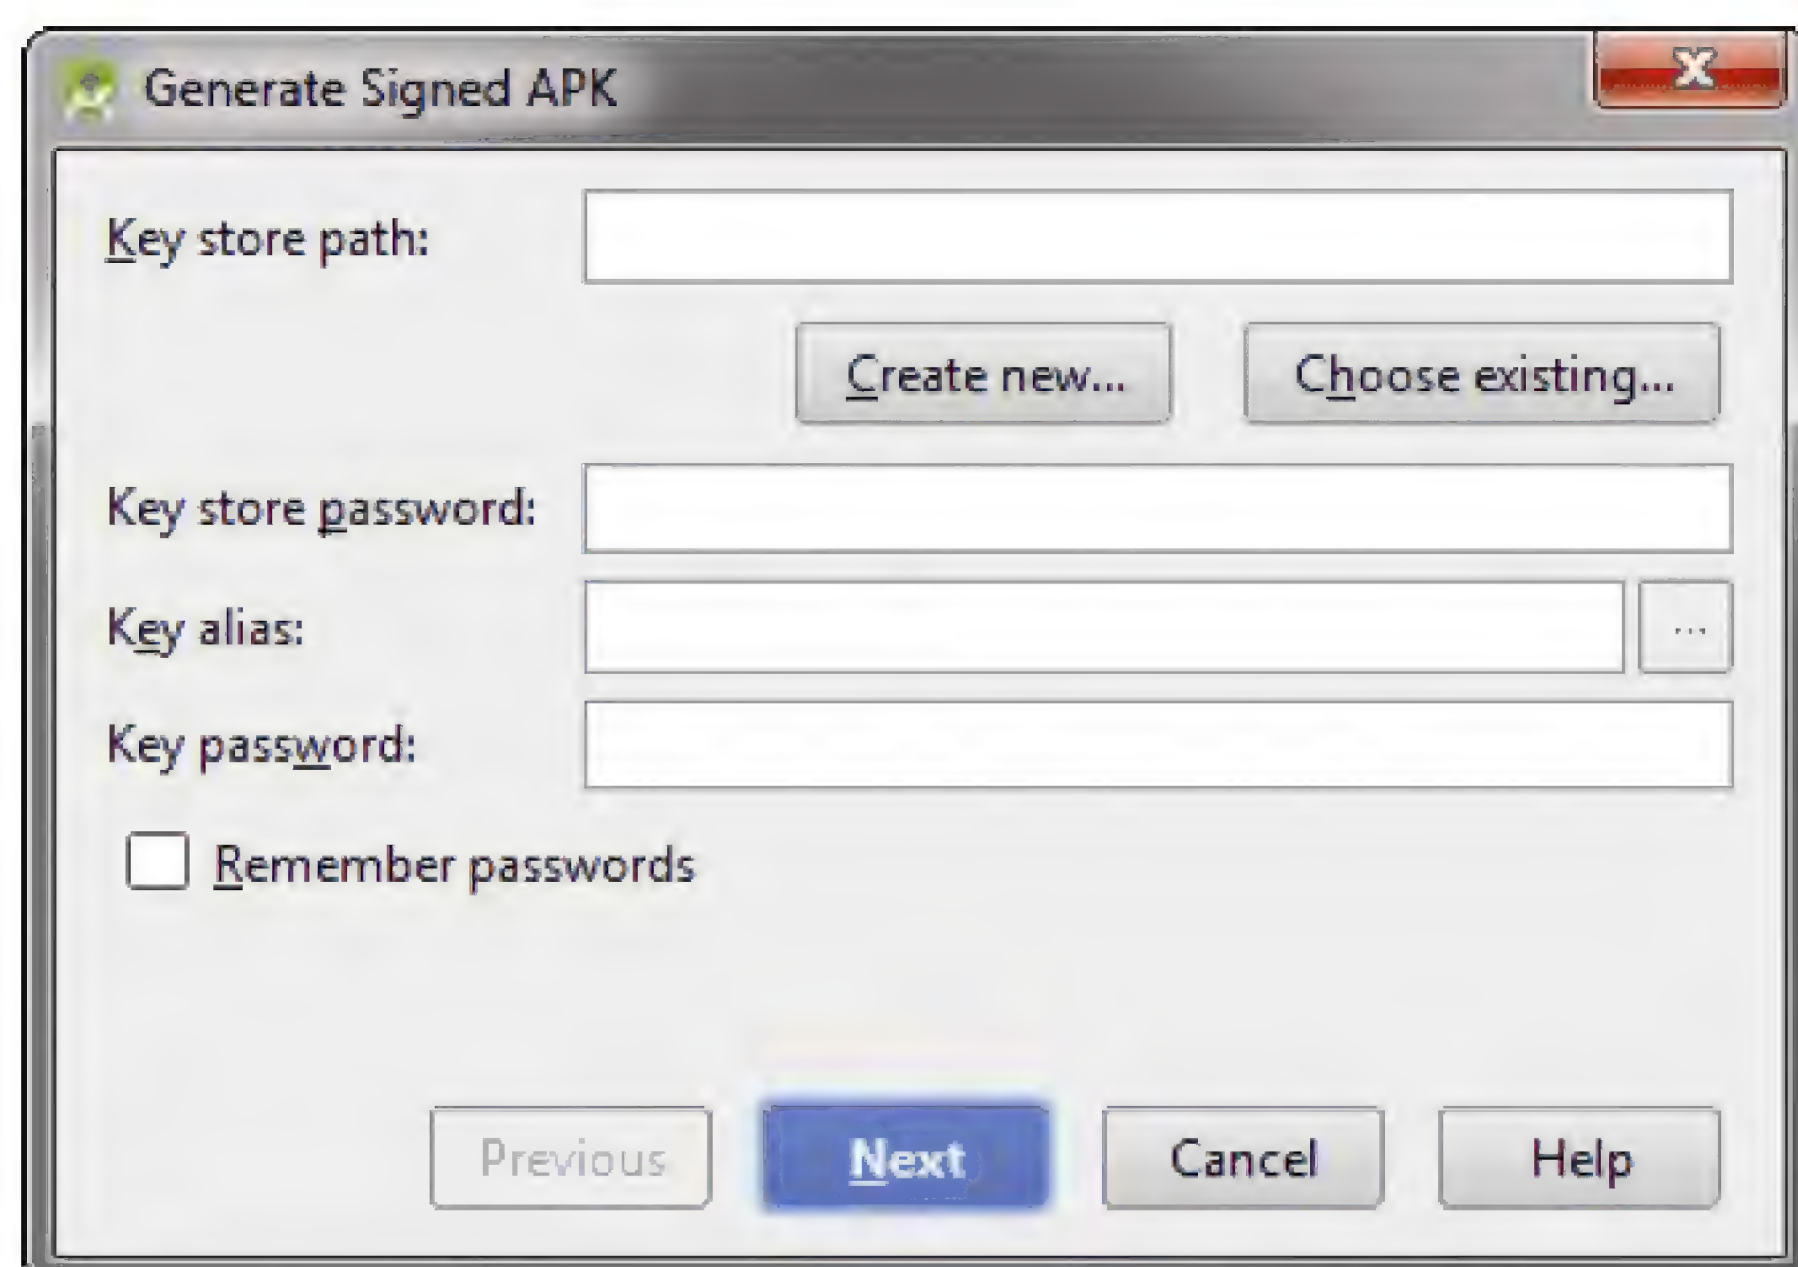 Generate Signed APK
Key store path:
Create new... Choose existing...
Key store password:
Key alias: ...
Key password:
Remember passwords
Previous Next Cancel Help